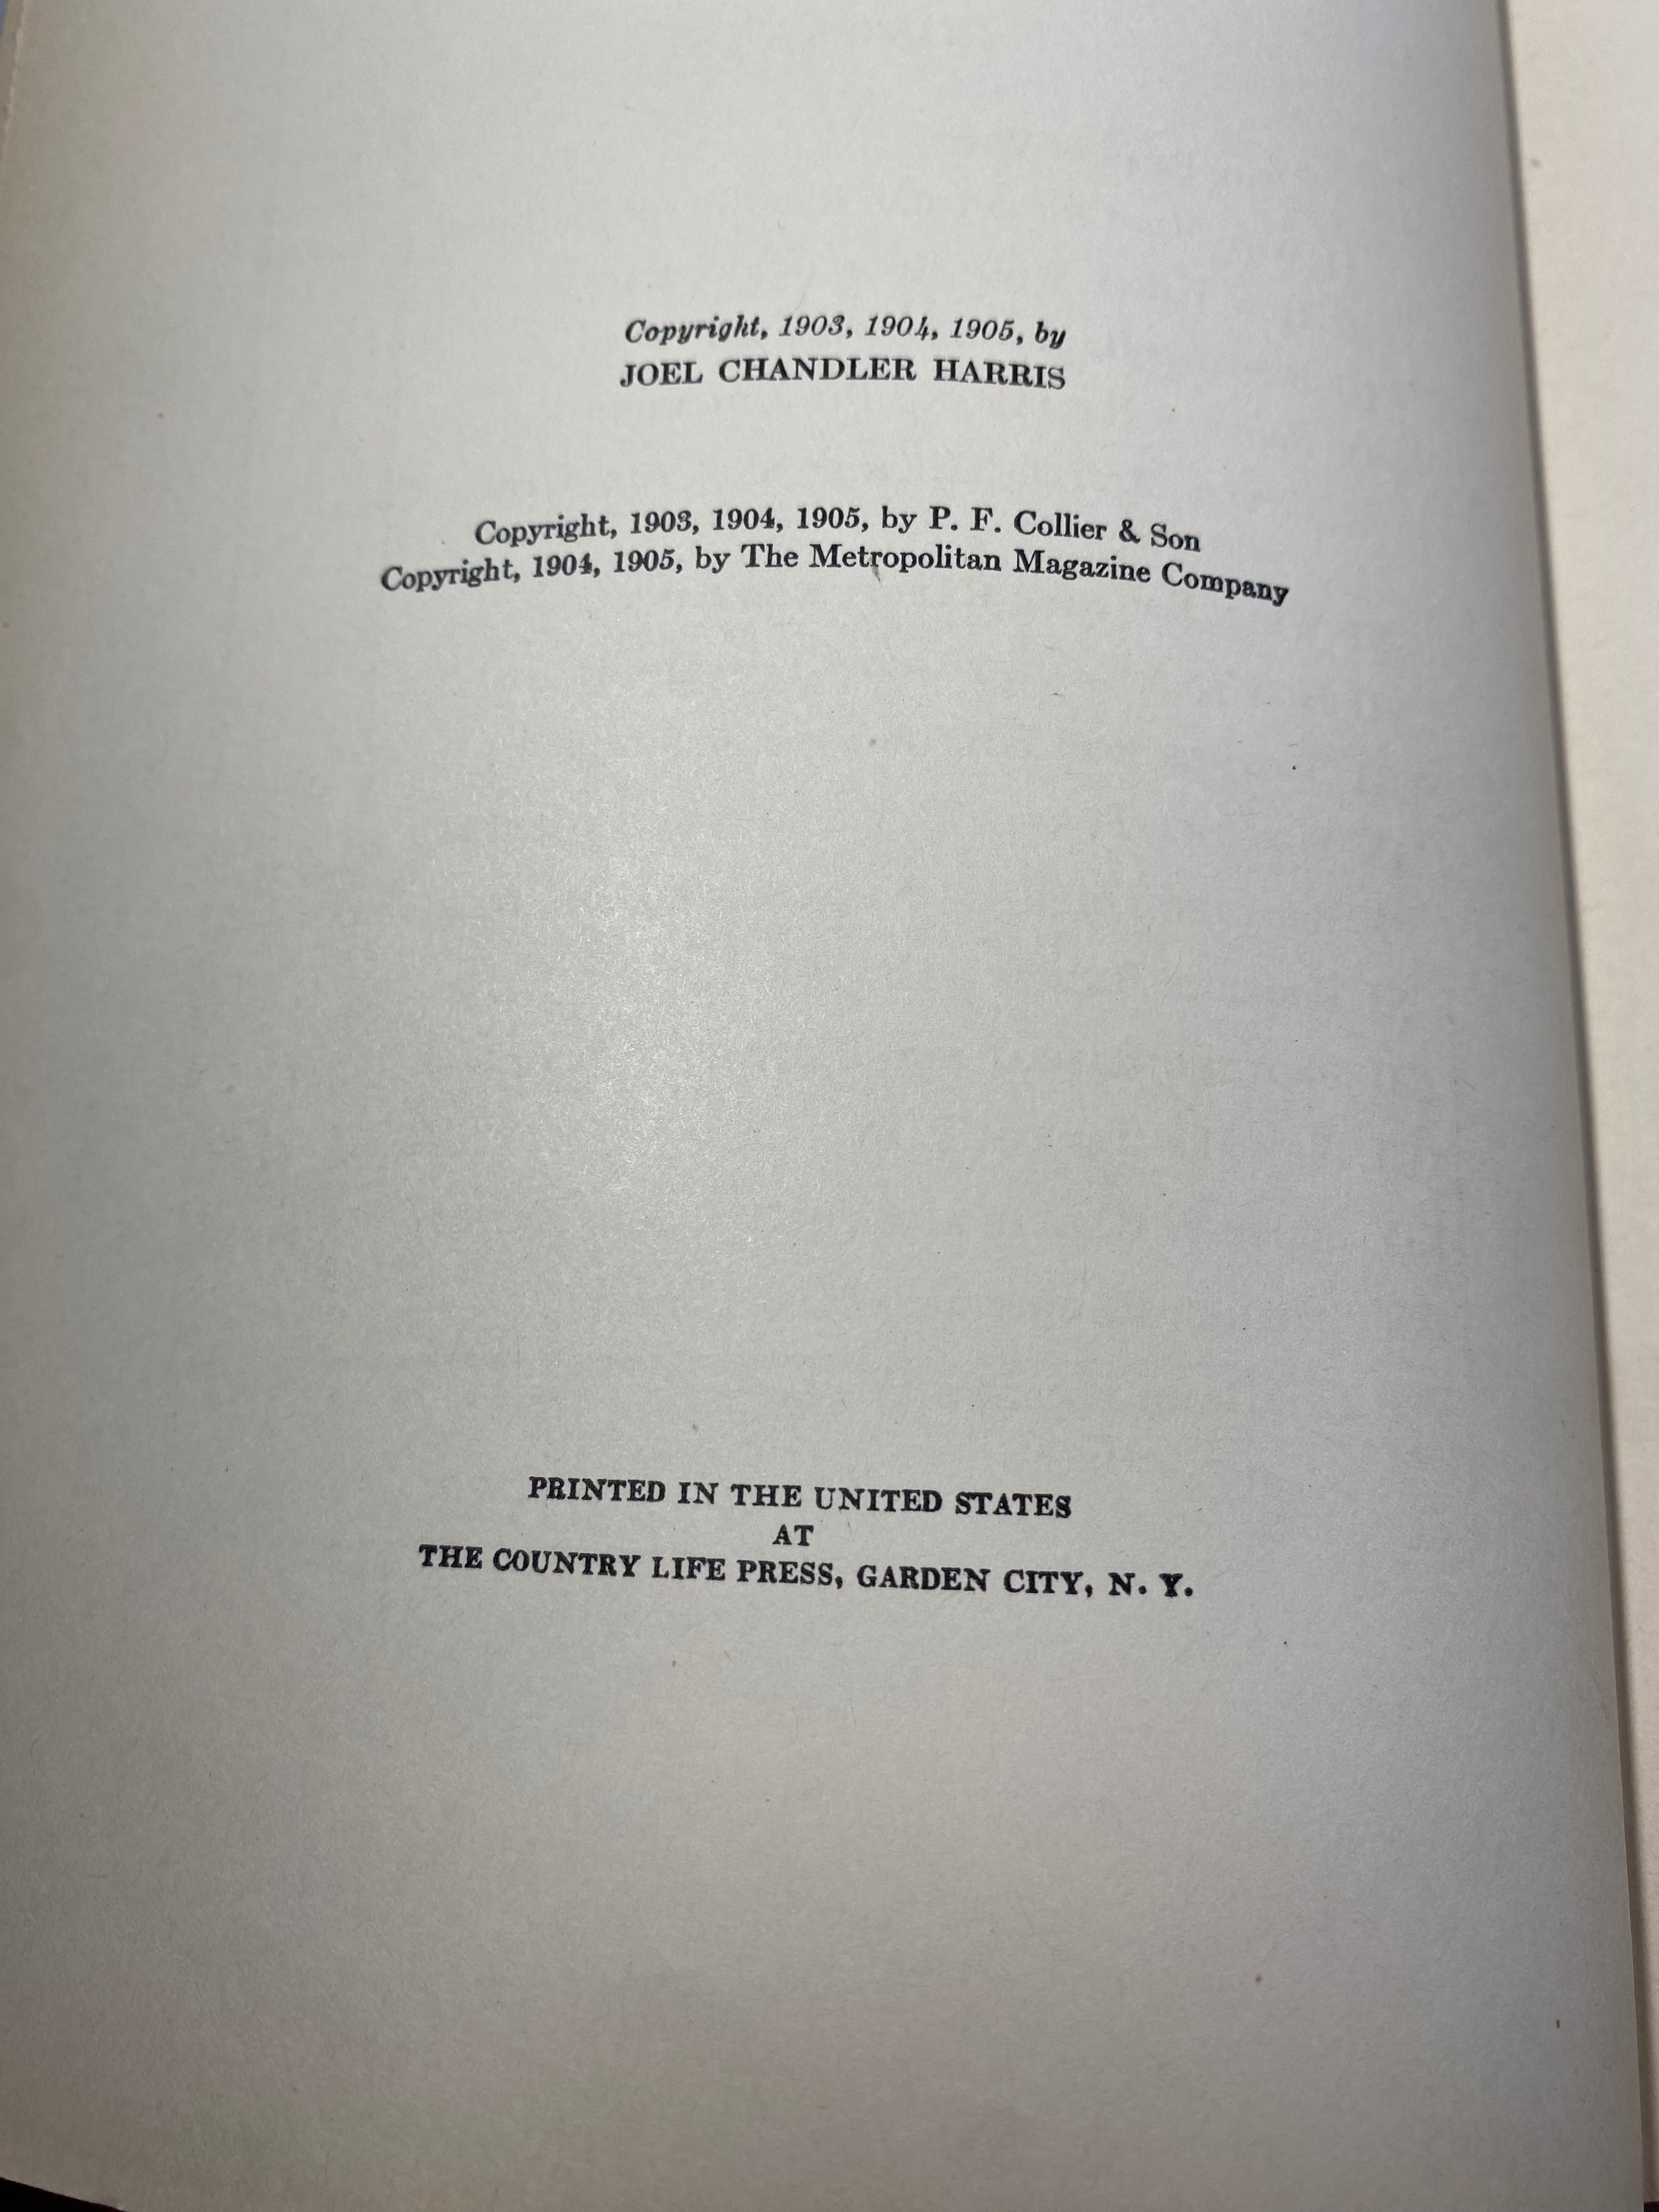 Copyright, 1903, 1904, 1905, by
JOEL CHANDLER HARRIS
Copyright, 1903, 1904, 1905, by P. F. Collier & Son
Copyright, 1904, 1905, by The Metropolitan Magazine Company
PRINTED IN THE UNITED STATES
AT
THE COUNTRY LIFE PRESS, GARDEN CITY, N. Y.